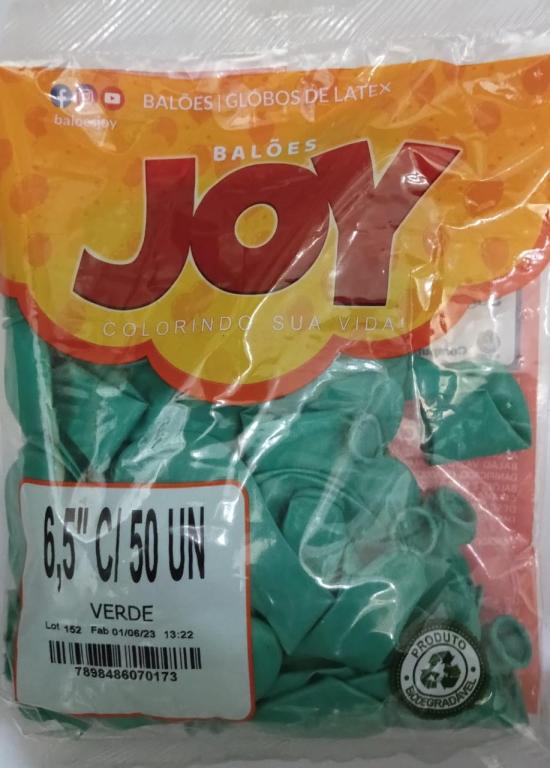 BALÕES | GLOBOS DE LATEX
baloesjoy
BALÕES
JOY
COLORINDO SUA VIDA!
6,5" C/ 50 UN
VERDE
Lot 152 Fab 01/06/23 13:22
7898486070173
PRODUTO
BIODEGRADÁVEL